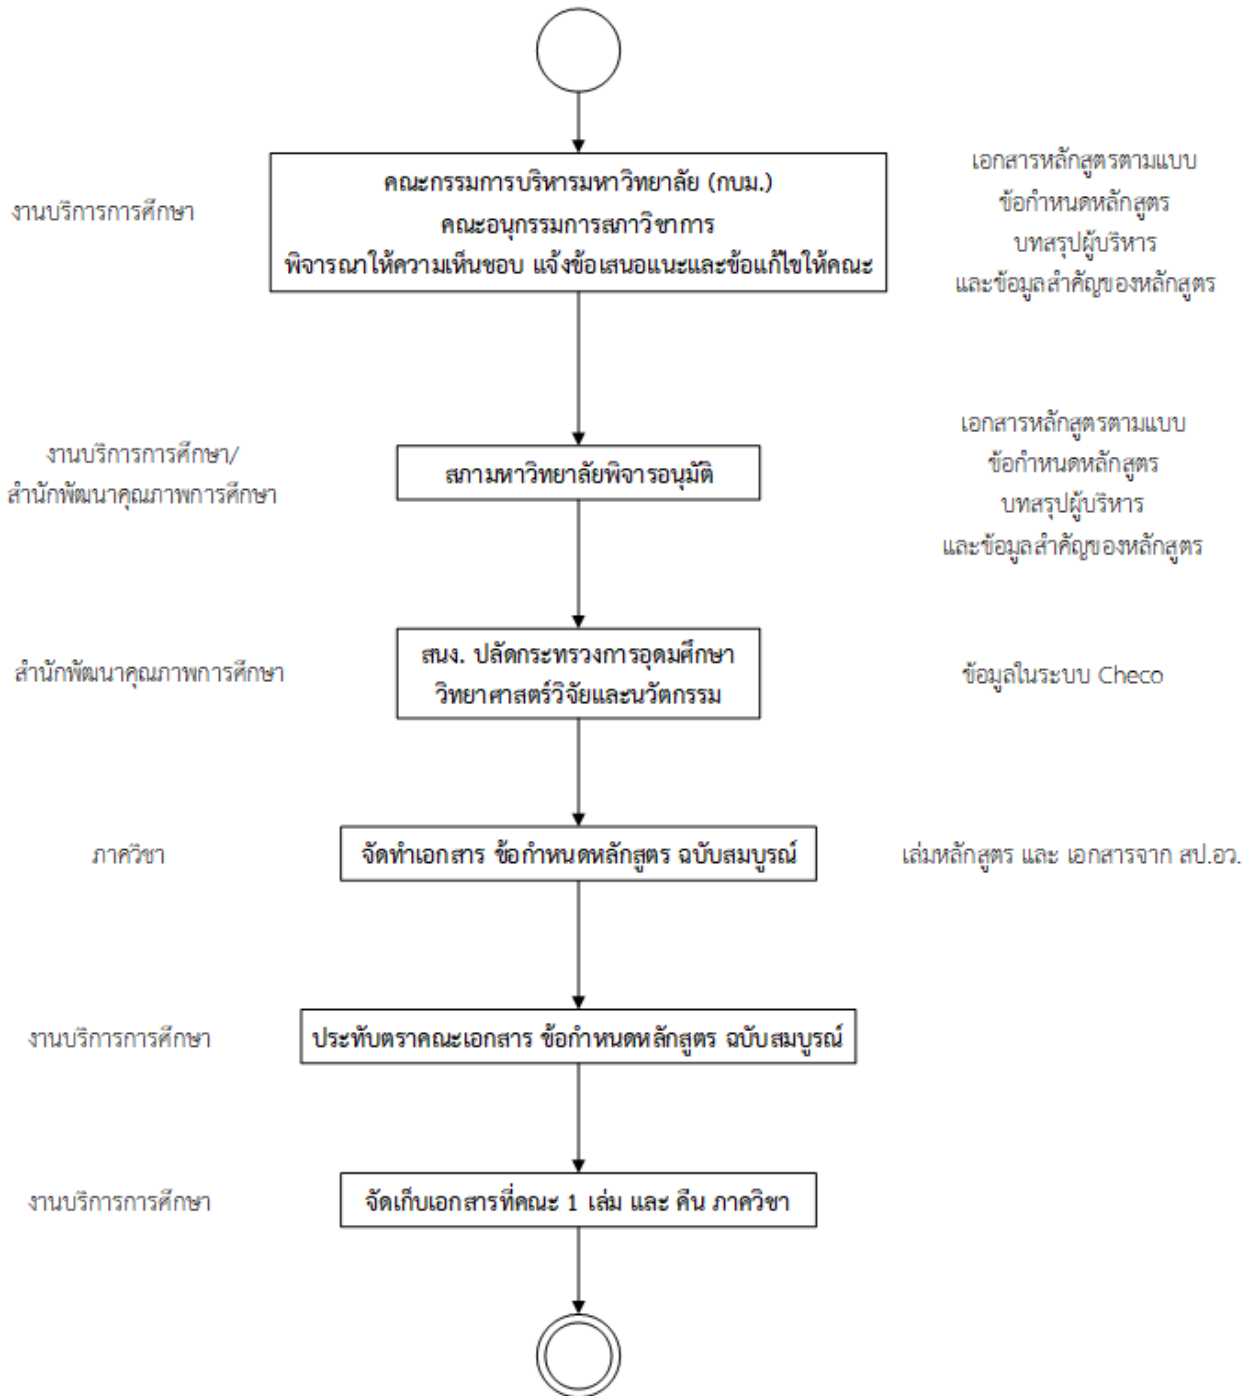 งานบริการการศึกษา
คณะกรรมการบริหารมหาวิทยาลัย (กบม.)
คณะอนุกรรมการสภาวิชาการ
พิจารณาให้ความเห็นชอบ แจ้งข้อเสนอแนะและข้อแก้ไขให้คณะ
เอกสารหลักสูตรตามแบบ
ข้อกำหนดหลักสูตร
บทสรุปผู้บริหาร
และข้อมูลสำคัญของหลักสูตร
งานบริการการศึกษา/
สำนักพัฒนาคุณภาพการศึกษา
สภามหาวิทยาลัยพิจารอนุมัติ
เอกสารหลักสูตรตามแบบ
ข้อกำหนดหลักสูตร
บทสรุปผู้บริหาร
และข้อมูลสำคัญของหลักสูตร
สำนักพัฒนาคุณภาพการศึกษา
สนง. ปลัดกระทรวงการอุดมศึกษา
วิทยาศาสตร์วิจัยและนวัตกรรม
ข้อมูลในระบบ Checo
ภาควิชา
จัดทำเอกสาร ข้อกำหนดหลักสูตร ฉบับสมบูรณ์
เล่มหลักสูตร และ เอกสารจาก สป.อว.
งานบริการการศึกษา
ประทับตราคณะเอกสาร ข้อกำหนดหลักสูตร ฉบับสมบูรณ์
งานบริการการศึกษา
จัดเก็บเอกสารที่คณะ 1 เล่ม และ คืน ภาควิชา